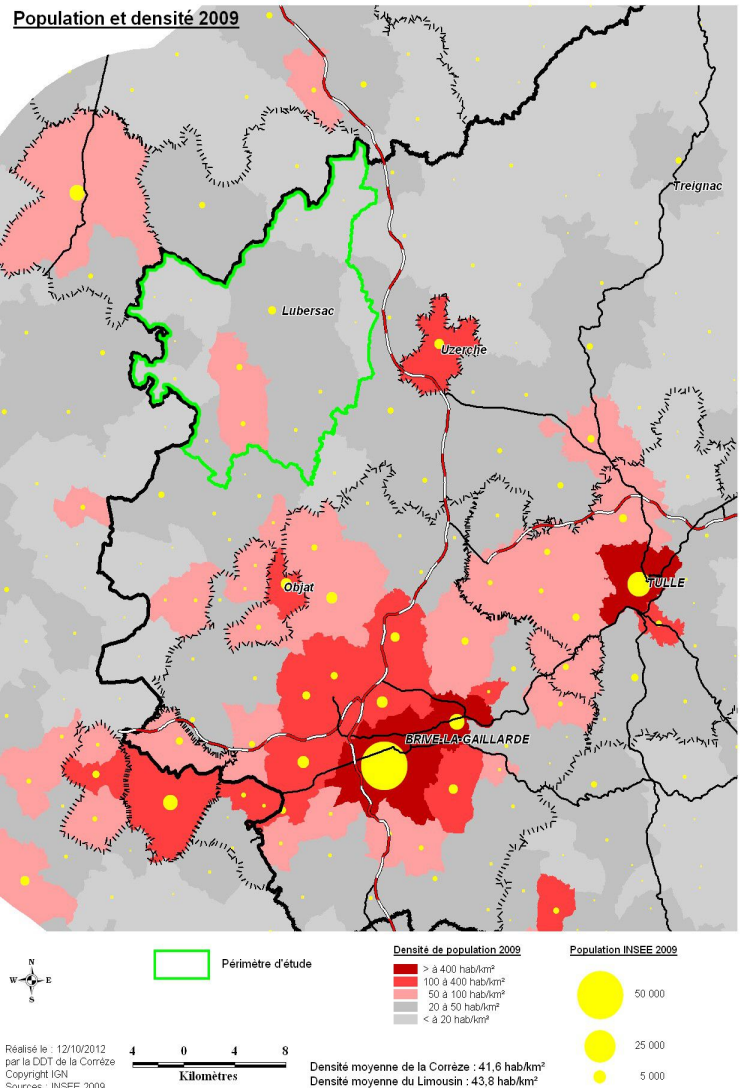 Population et densité 2009
Treignac
Lubersac
Uzerche
Objat
TULLE
BRIVE-LA-GAILLARDE
Périmètre d'étude
Densité de population 2009
> à 400 hab/km²
100 à 400 hab/km²
50 à 100 hab/km²
20 à 50 hab/km²
< à 20 hab/km²
Population INSEE 2009
50 000
25 000
5 000
N
W E
S
Réalisé le : 12/10/2012
par la DDT de la Corrèze
Copyright IGN
Sources : INSEE 2009
4 0 4 8
Kilomètres
Densité moyenne de la Corrèze : 41,6 hab/km²
Densité moyenne du Limousin : 43,8 hab/km²